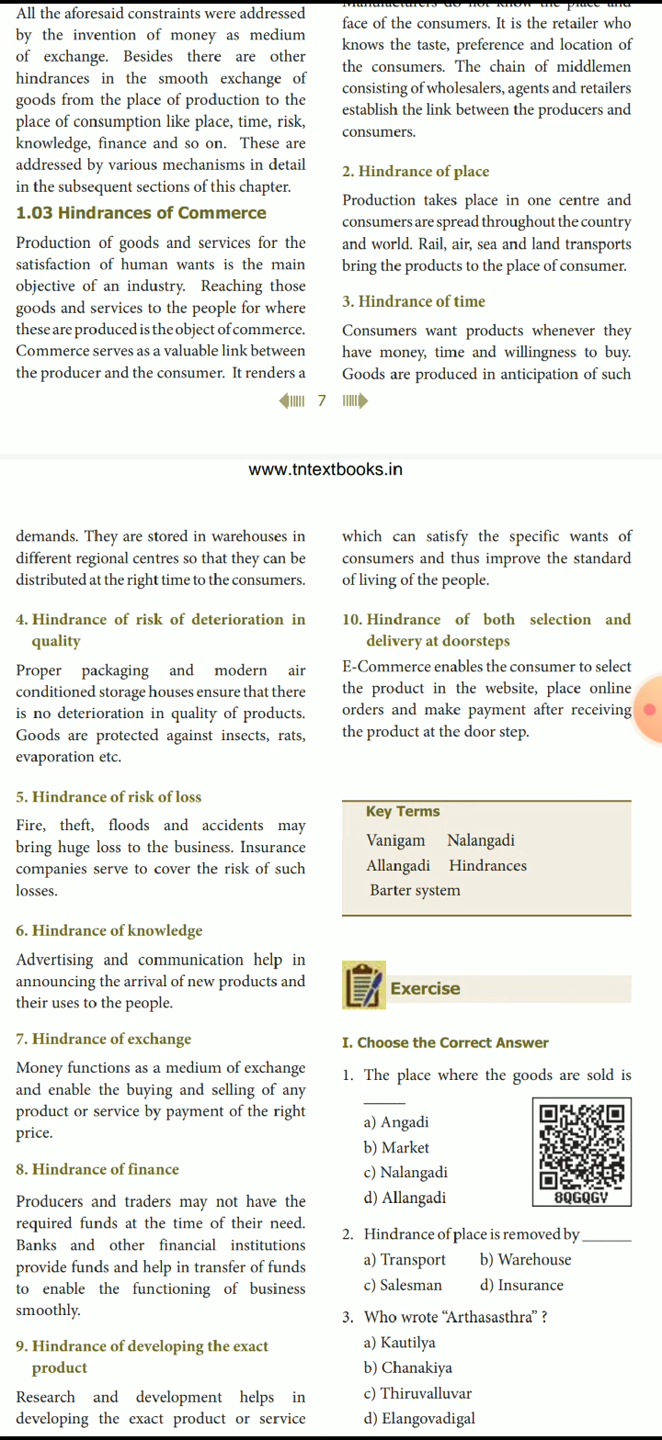 All the aforesaid constraints were addressed
by the invention of money as medium
of exchange. Besides there are other
hindrances in the smooth exchange of
goods from the place of production to the
place of consumption like place, time, risk,
knowledge, finance and so on. These are
addressed by various mechanisms in detail
in the subsequent sections of this chapter.
1.03 Hindrances of Commerce
Production of goods and services for the
satisfaction of human wants is the main
objective of an industry. Reaching those
goods and services to the people for where
these are produced is the object of commerce.
Commerce serves as a valuable link between
the producer and the consumer. It renders a
Manufacturers do not know the place and
face of the consumers. It is the retailer who
knows the taste, preference and location of
the consumers. The chain of middlemen
consisting of wholesalers, agents and retailers
establish the link between the producers and
consumers.
2. Hindrance of place
Production takes place in one centre and
consumers are spread throughout the country
and world. Rail, air, sea and land transports
bring the products to the place of consumer.
3. Hindrance of time
Consumers want products whenever they
have money, time and willingness to buy.
Goods are produced in anticipation of such
7
www.tntextbooks.in
demands. They are stored in warehouses in
different regional centres so that they can be
distributed at the right time to the consumers.
4. Hindrance of risk of deterioration in
quality
Proper packaging and modern air
conditioned storage houses ensure that there
is no deterioration in quality of products.
Goods are protected against insects, rats,
evaporation etc.
5. Hindrance of risk of loss
Fire, theft, floods and accidents may
bring huge loss to the business. Insurance
companies serve to cover the risk of such
losses.
6. Hindrance of knowledge
Advertising and communication help in
announcing the arrival of new products and
their uses to the people.
7. Hindrance of exchange
Money functions as a medium of exchange
and enable the buying and selling of any
product or service by payment of the right
price.
8. Hindrance of finance
Producers and traders may not have the
required funds at the time of their need.
Banks and other financial institutions
provide funds and help in transfer of funds
to enable the functioning of business
smoothly.
9. Hindrance of developing the exact
product
Research and development helps in
developing the exact product or service
which can satisfy the specific wants of
consumers and thus improve the standard
of living of the people.
10. Hindrance of both selection and
delivery at doorsteps
E-Commerce enables the consumer to select
the product in the website, place online
orders and make payment after receiving
the product at the door step.
Key Terms
Vanigam Nalangadi
Allangadi Hindrances
Barter system
Exercise
I. Choose the Correct Answer
1. The place where the goods are sold is
______
a) Angadi
b) Market
c) Nalangadi
d) Allangadi
8QGQGV
2. Hindrance of place is removed by ______
a) Transport b) Warehouse
c) Salesman d) Insurance
3. Who wrote “Arthasasthra” ?
a) Kautilya
b) Chanakiya
c) Thiruvalluvar
d) Elangovadigal